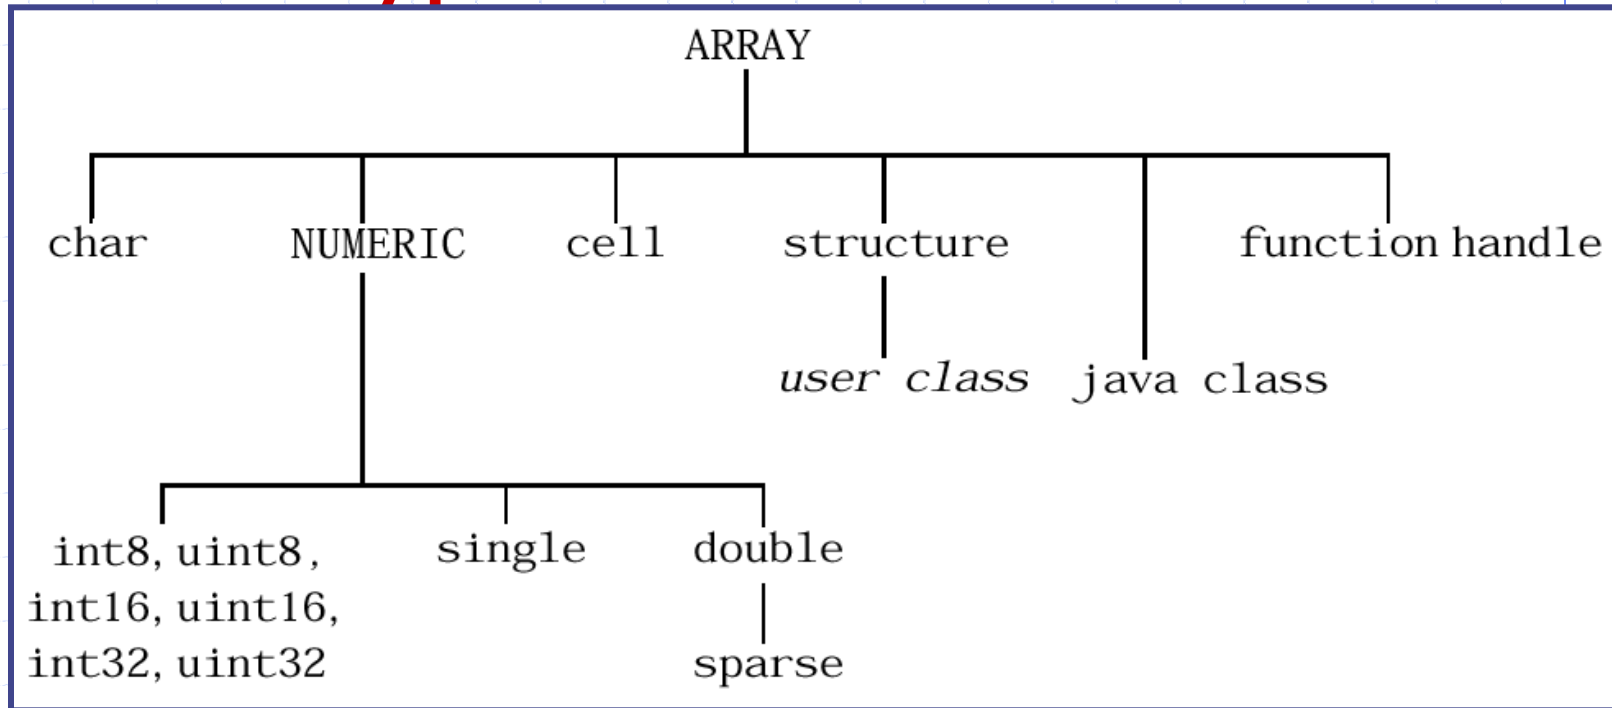 ARRAY
char NUMERIC cell structure function handle
user class java class
int8, uint8, single double
int16, uint16,
int32, uint32 sparse